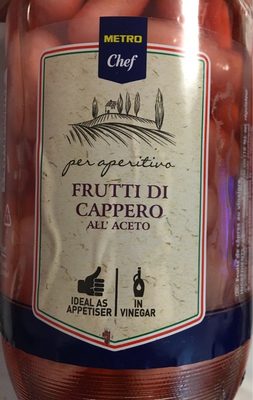 METRO
Chef
per aperitivo
FRUTTI DI
CAPPERO
ALL' ACETO
IDEAL AS
APPETISER
IN
VINEGAR